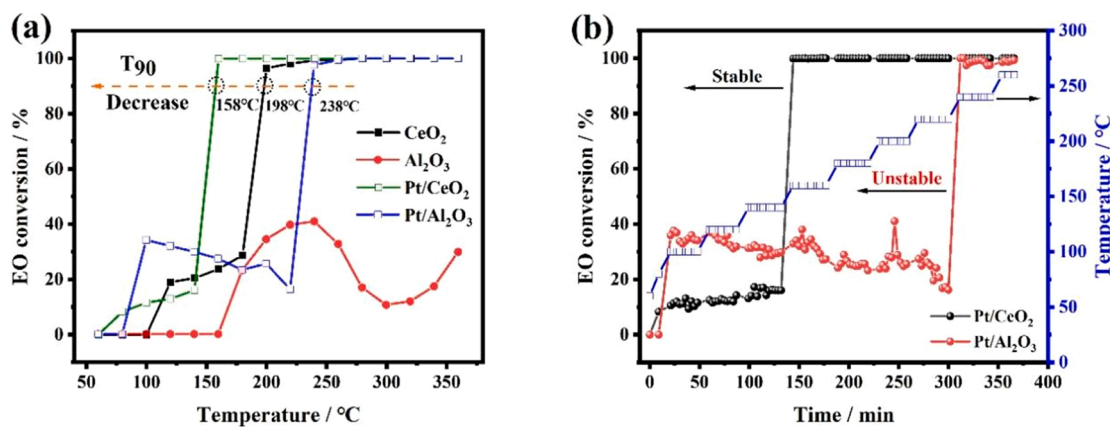 (a)
EO conversion / %
100
80
60
40
20
0
T90
Decrease
158°C
198°C
238°C
CeO2
Al2O3
Pt/CeO2
Pt/Al2O3
50 100 150 200 250 300 350
Temperature / °C
(b)
EO conversion / %
100
80
60
40
20
0
Stable
Unstable
Pt/CeO2
Pt/Al2O3
300
250
200
150
100
50
0
Temperature / °C
0 50 100 150 200 250 300 350 400
Time / min